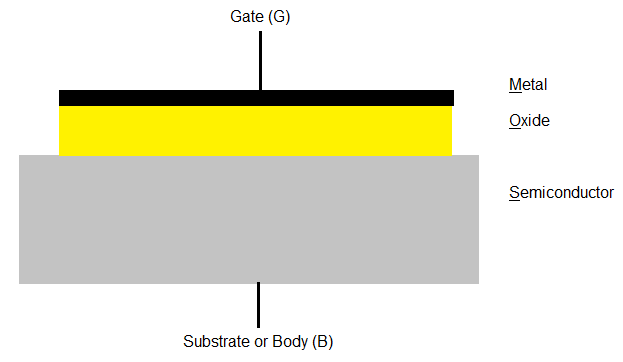 Gate (G)
Metal
Oxide
Semiconductor
Substrate or Body (B)